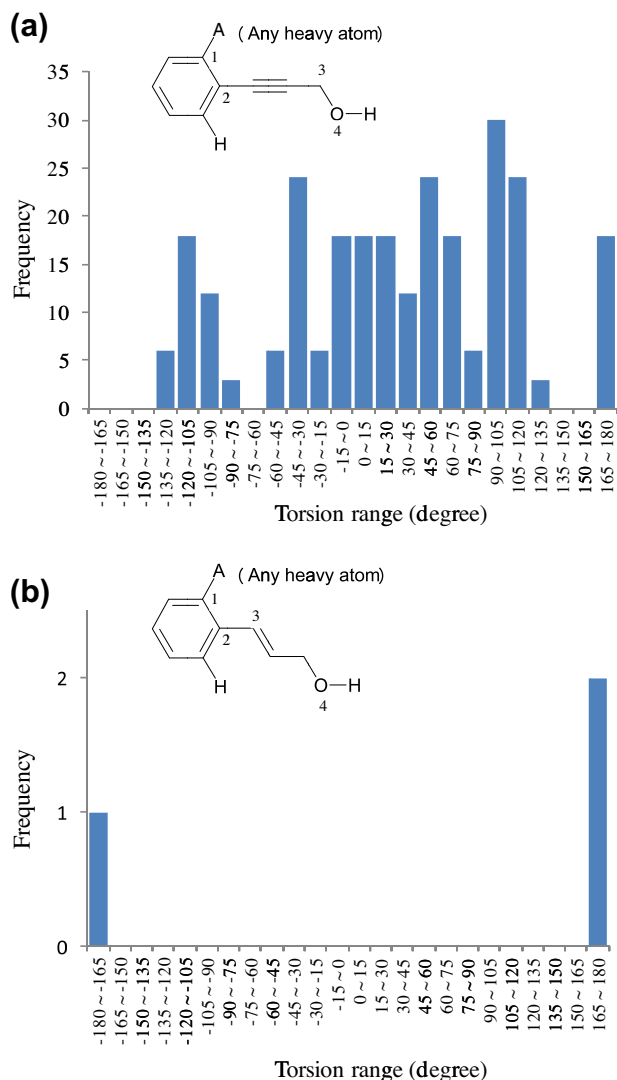 (a)
A ( Any heavy atom)
1
2
3
4
O
H
H
Frequency
35
30
25
20
15
10
5
0
-180 ~ -165
-165 ~ -150
-150 ~ -135
-135 ~ -120
-120 ~ -105
-105 ~ -90
-90 ~ -75
-75 ~ -60
-60 ~ -45
-45 ~ -30
-30 ~ -15
-15 ~ 0
0 ~ 15
15 ~ 30
30 ~ 45
45 ~ 60
60 ~ 75
75 ~ 90
90 ~ 105
105 ~ 120
120 ~ 135
135 ~ 150
150 ~ 165
165 ~ 180
Torsion range (degree)
(b)
A ( Any heavy atom)
1
2
3
4
O
H
H
Frequency
2
1
0
-180 ~ -165
-165 ~ -150
-150 ~ -135
-135 ~ -120
-120 ~ -105
-105 ~ -90
-90 ~ -75
-75 ~ -60
-60 ~ -45
-45 ~ -30
-30 ~ -15
-15 ~ 0
0 ~ 15
15 ~ 30
30 ~ 45
45 ~ 60
60 ~ 75
75 ~ 90
90 ~ 105
105 ~ 120
120 ~ 135
135 ~ 150
150 ~ 165
165 ~ 180
Torsion range (degree)